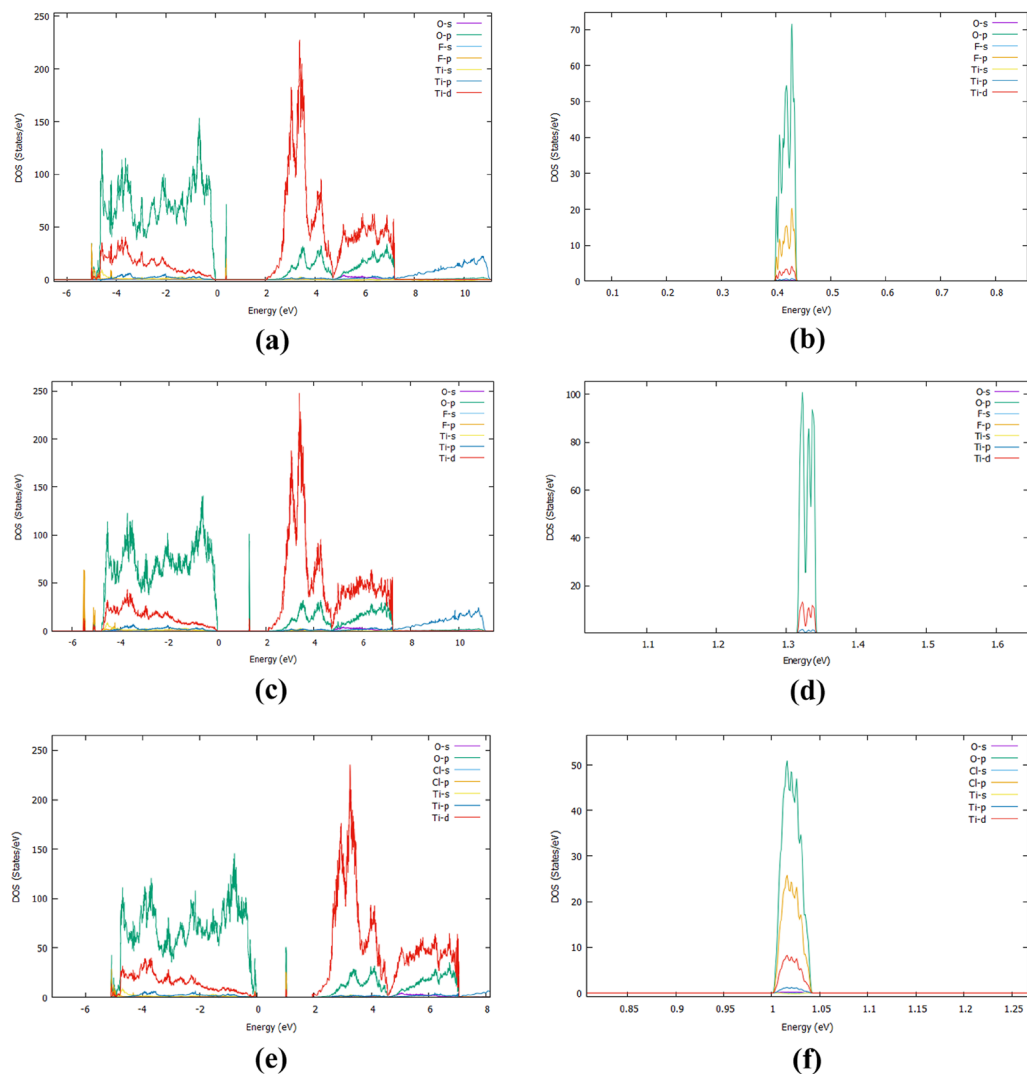 250
200
150
100
50
0
DOS (States/eV)
O-s
O-p
F-s
F-p
Ti-s
Ti-p
Ti-d
-6 -4 -2 0 2 4 6 8 10
Energy (eV)
(a)
70
60
50
40
30
20
10
0
DOS (States/eV)
O-s
O-p
F-s
F-p
Ti-s
Ti-p
Ti-d
0.1 0.2 0.3 0.4 0.5 0.6 0.7 0.8
Energy (eV)
(b)
250
200
150
100
50
0
DOS (States/eV)
O-s
O-p
F-s
F-p
Ti-s
Ti-p
Ti-d
-6 -4 -2 0 2 4 6 8 10
Energy (eV)
(c)
100
80
60
40
20
DOS (States/eV)
O-s
O-p
F-s
F-p
Ti-s
Ti-p
Ti-d
1.1 1.2 1.3 1.4 1.5 1.6
Energy (eV)
(d)
250
200
150
100
50
0
DOS (States/eV)
O-s
O-p
Cl-s
Cl-p
Ti-s
Ti-p
Ti-d
-6 -4 -2 0 2 4 6 8
Energy (eV)
(e)
50
40
30
20
10
0
DOS (States/eV)
O-s
O-p
Cl-s
Cl-p
Ti-s
Ti-p
Ti-d
0.85 0.9 0.95 1 1.05 1.1 1.15 1.2 1.25
Energy (eV)
(f)